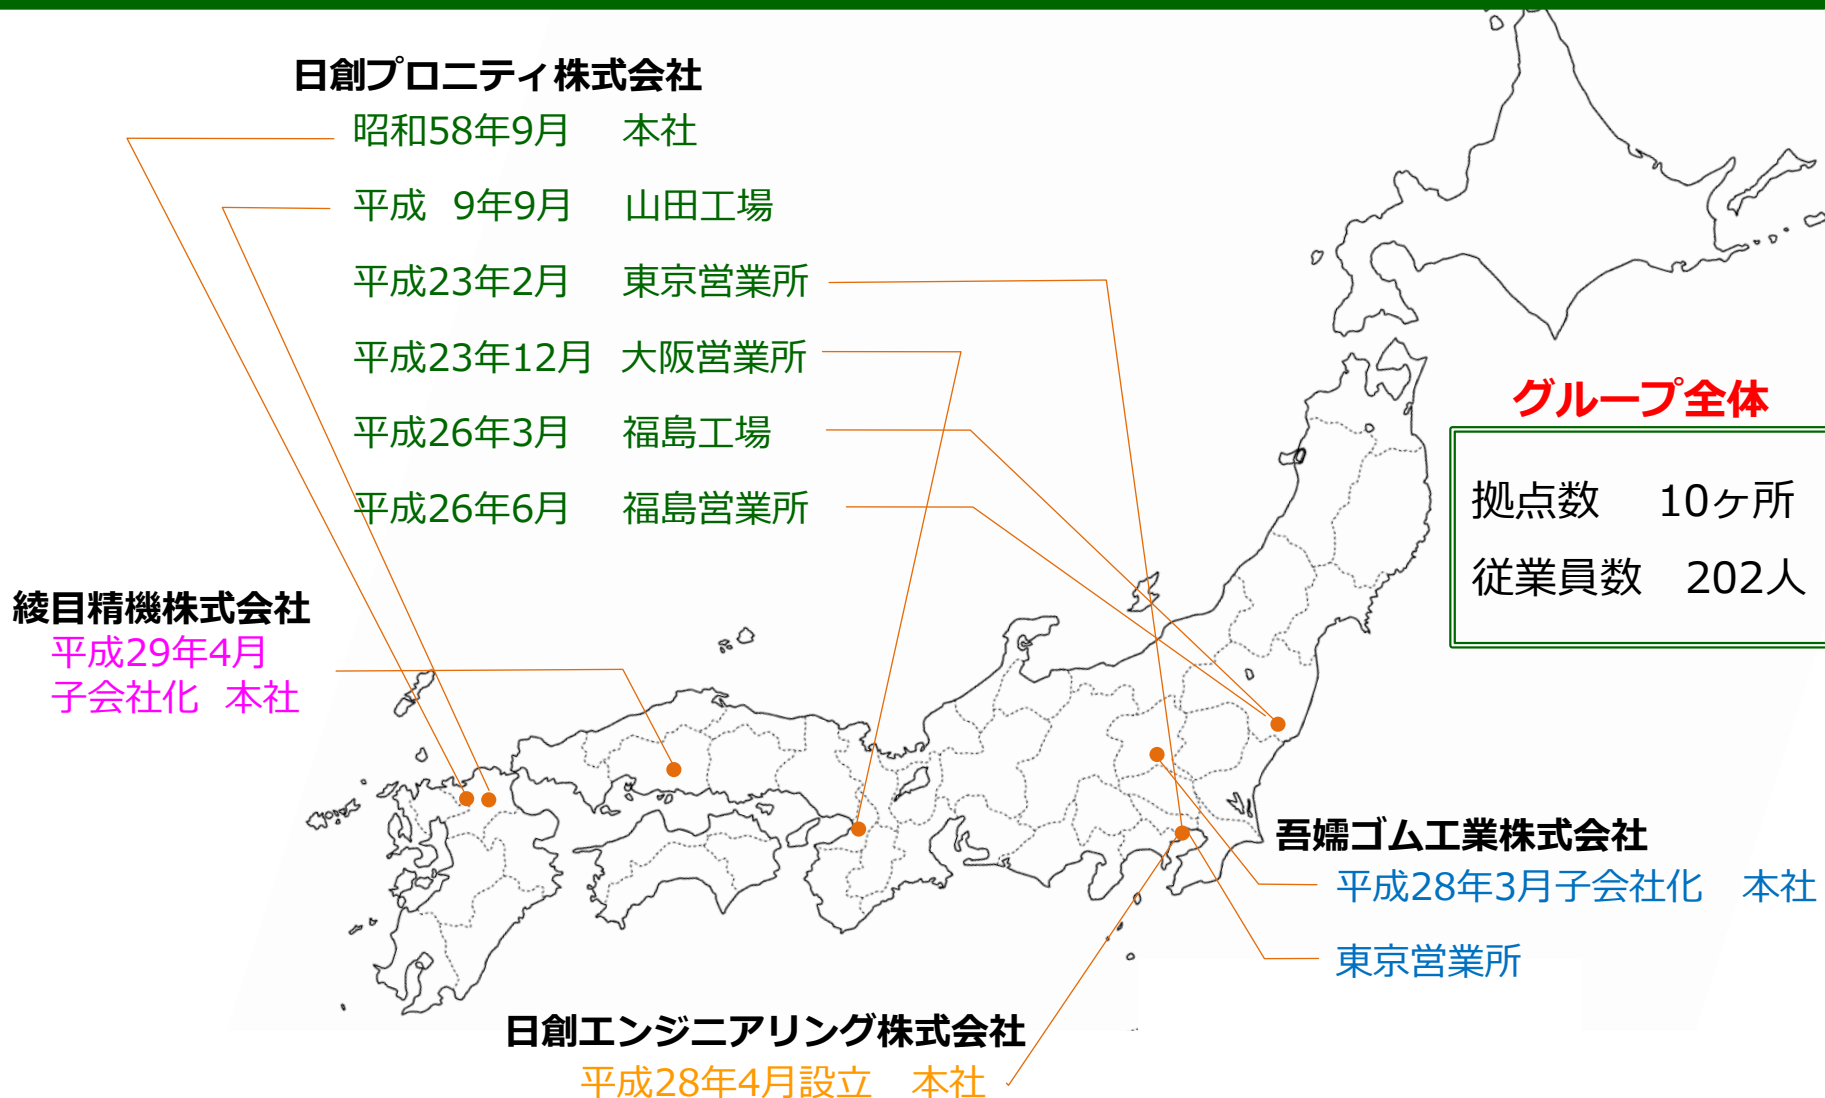 日創プロニティ株式会社
昭和58年9月 本社
平成 9年9月 山田工場
平成23年2月 東京営業所
平成23年12月 大阪営業所
平成26年3月 福島工場
平成26年6月 福島営業所
グループ全体
拠点数 10ヶ所
従業員数 202人
綾目精機株式会社
平成29年4月
子会社化 本社
吾嬬ゴム工業株式会社
平成28年3月子会社化 本社
東京営業所
日創エンジニアリング株式会社
平成28年4月設立 本社